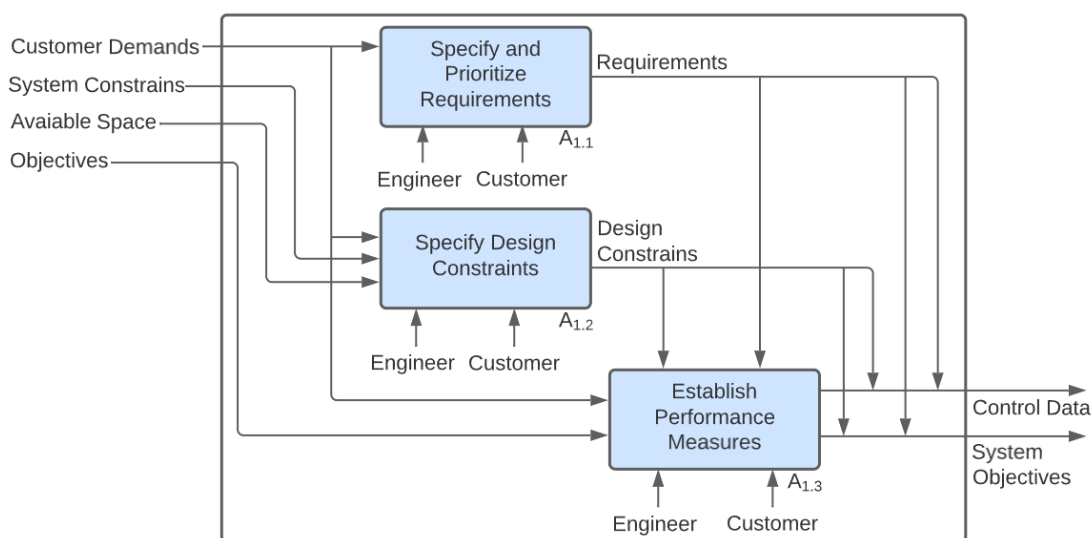 Customer Demands
System Constrains
Avaiable Space
Objectives
Specify and
Prioritize
Requirements
A1.1
Requirements
Engineer
Customer
Specify Design
Constraints
A1.2
Design
Constrains
Engineer
Customer
Establish
Performance
Measures
A1.3
Engineer
Customer
Control Data
System
Objectives